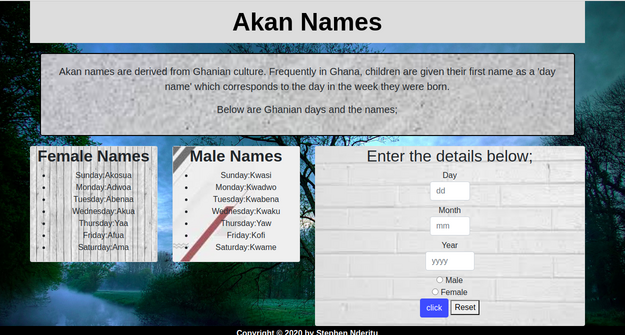 Akan Names
Akan names are derived from Ghanian culture. Frequently in Ghana, children are given their first name as a 'day
name' which corresponds to the day in the week they were born.
Below are Ghanian days and the names;
Female Names
Sunday:Akosua
Monday:Adwoa
Tuesday:Abenaa
Wednesday:Akua
Thursday:Yaa
Friday:Afua
Saturday:Ama
Male Names
Sunday:Kwasi
Monday:Kwadwo
Tuesday:Kwabena
Wednesday:Kwaku
Thursday:Yaw
Friday:Kofi
Saturday:Kwame
Enter the details below;
Day
dd
Month
mm
Year
yyyy
Male
Female
click Reset
Copyright © 2020 by Stephen Nderitu